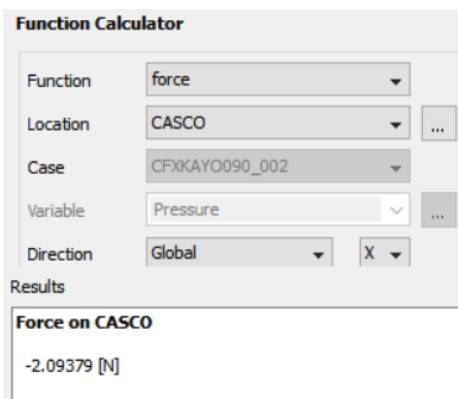 Function Calculator
Function force
Location CASCO ...
Case CFXKAYO090_002
Variable Pressure ...
Direction Global X
Results
Force on CASCO
-2.09379 [N]